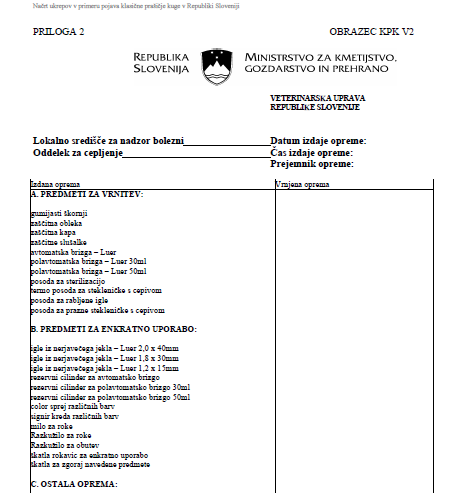 Načrt ukrepov v primeru pojava klasične prašičje kuge v Republiki Sloveniji
PRILOGA 2 OBRAZEC KPK V2
REPUBLIKA SLOVENIJA
MINISTRSTVO ZA KMETIJSTVO, GOZDARSTVO IN PREHRANO
VETERINARSKA UPRAVA
REPUBLIKE SLOVENIJE
Lokalno središče za nadzor bolezni Datum izdaje opreme:
Oddelek za cepljenje Čas izdaje opreme:
Prejemnik opreme:
Izdana oprema Vrnjena oprema
A. PREDMETI ZA VRNITEV:
gumijasti škornji
zaščitna obleka
zaščitna kapa
zaščitne slušalke
avtomatska brizga – Luer
polavtomatska brizga – Luer 30ml
polavtomatska brizga – Luer 50ml
posoda za sterilizacijo
termo posoda za stekleničke s cepivom
posoda za rabljene igle
posoda za prazne stekleničke s cepivom
B. PREDMETI ZA ENKRATNO UPORABO:
igle iz nerjavečega jekla – Luer 2,0 x 40mm
igle iz nerjavečega jekla – Luer 1,8 x 30mm
igle iz nerjavečega jekla – Luer 1,2 x 15mm
rezervni cilinder za avtomatsko brizgo
rezervni cilinder za polavtomatsko brizgo 30ml
rezervni cilinder za polavtomatsko brizgo 50ml
color sprej različnih barv
signir kreda različnih barv
milo za roke
Razkužilo za roke
Razkužilo za obutev
škatla rokavic za enkratno uporabo
škatla za zgoraj navedene predmete
C. OSTALA OPREMA: